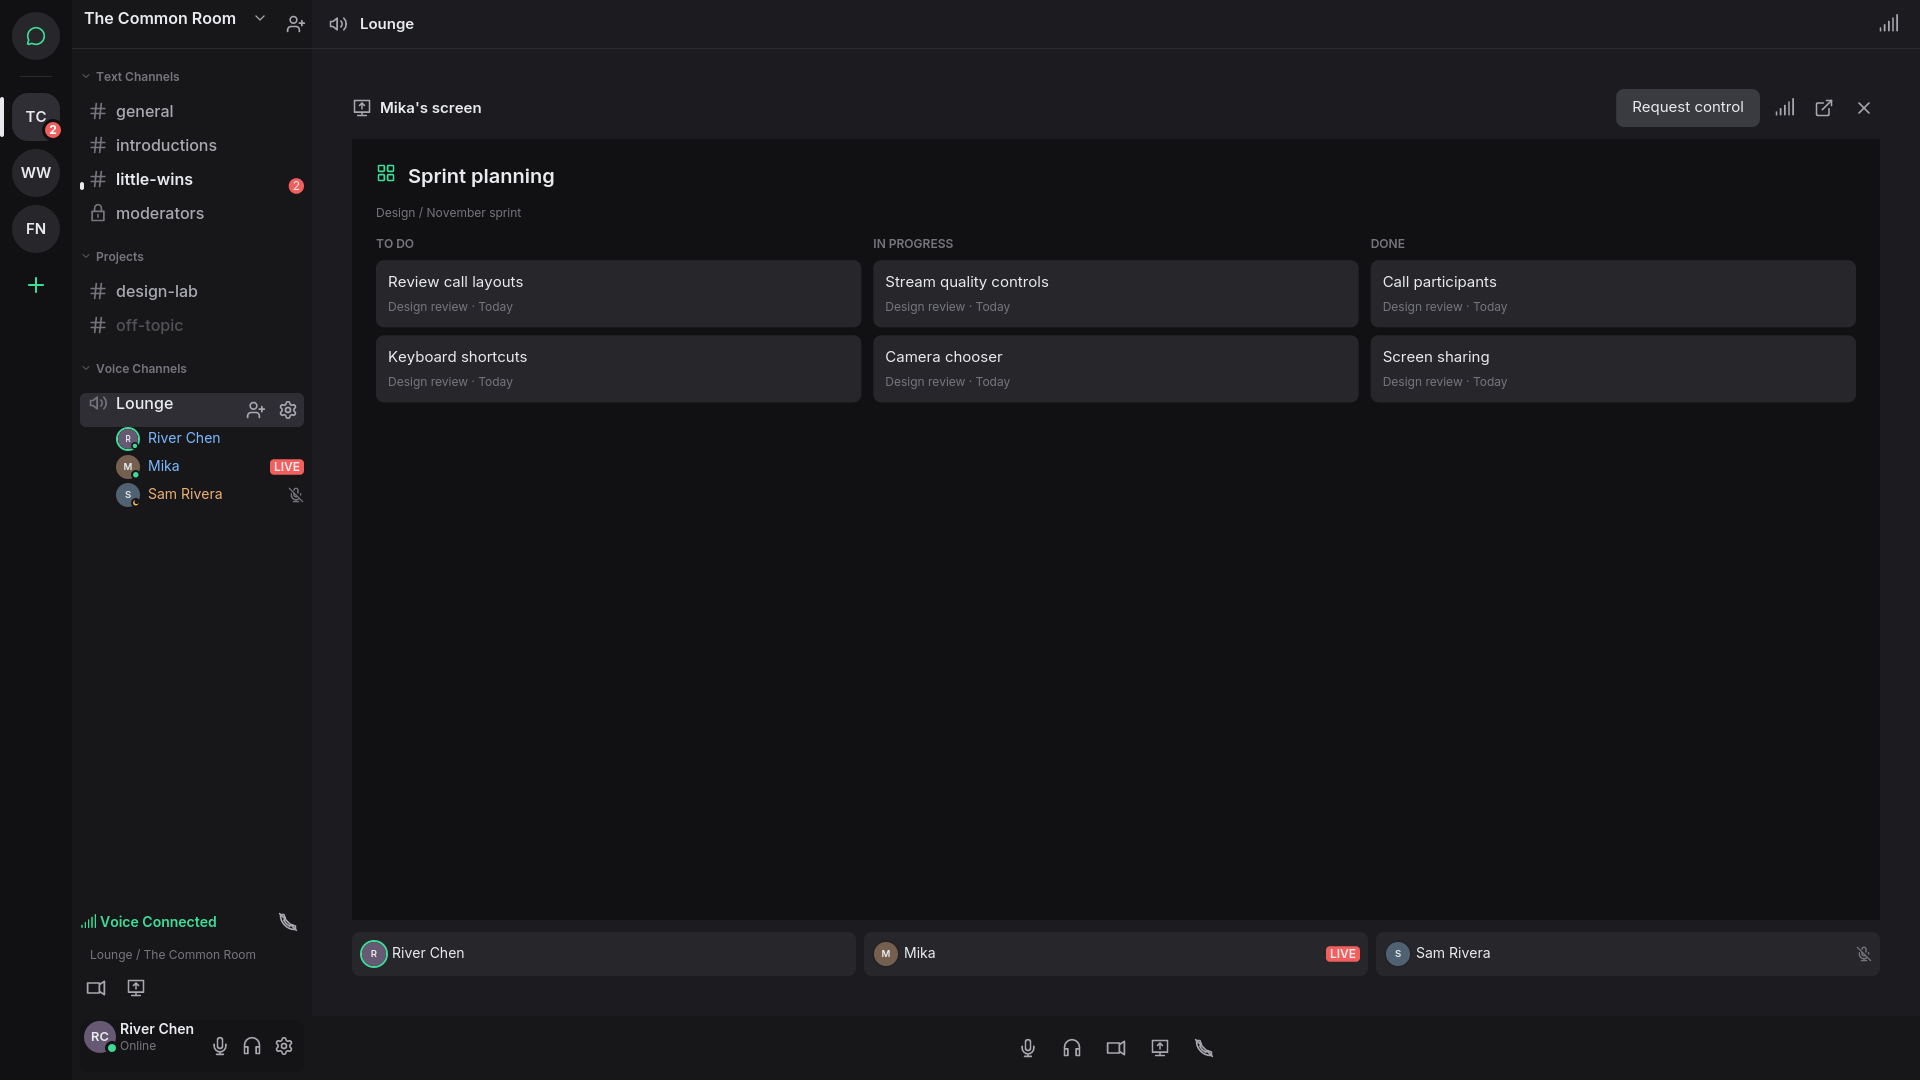 TC
2
WW
FN
The Common Room
Text Channels
general
introductions
little-wins
2
moderators
Projects
design-lab
off-topic
Voice Channels
Lounge
R
River Chen
M
Mika
LIVE
S
Sam Rivera
Voice Connected
Lounge / The Common Room
RC
River Chen
Online
Lounge
Mika's screen
Request control
Sprint planning
Design / November sprint
TO DO
Review call layouts
Design review · Today
Keyboard shortcuts
Design review · Today
IN PROGRESS
Stream quality controls
Design review · Today
Camera chooser
Design review · Today
DONE
Call participants
Design review · Today
Screen sharing
Design review · Today
R
River Chen
M
Mika
LIVE
S
Sam Rivera